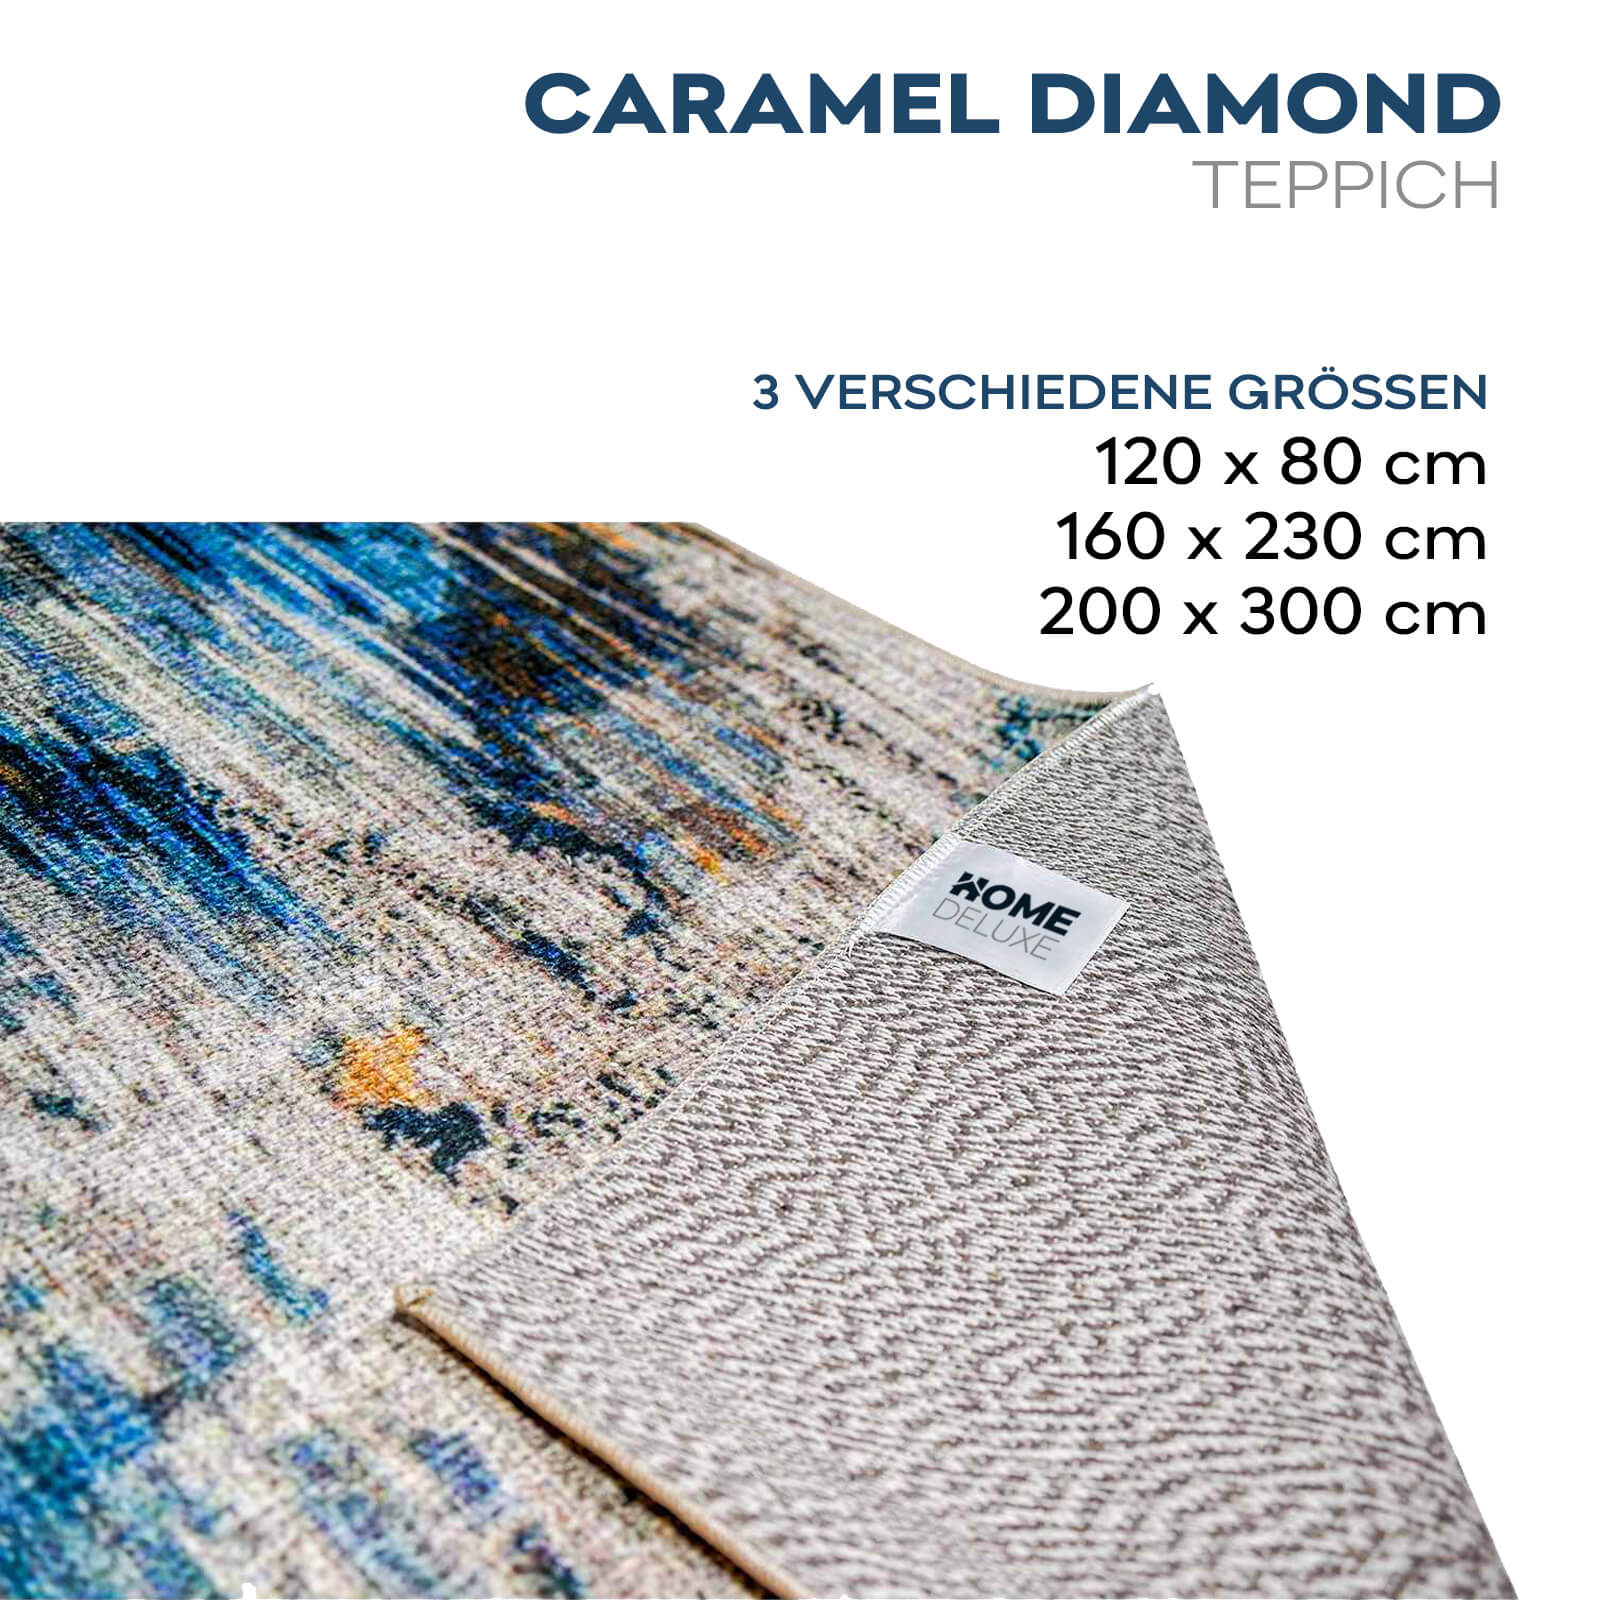 CARAMEL DIAMOND
TEPPICH
3 VERSCHIEDENE GRÖSSEN
120 x 80 cm
160 x 230 cm
200 x 300 cm
HOME
DELUXE